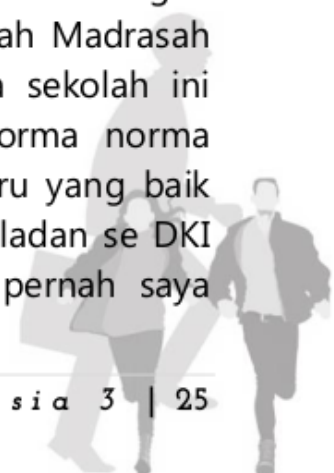 ah Madrasah
sekolah ini
orma norma
ru yang baik
ladan se DKI
pernah saya
sia 3 | 25